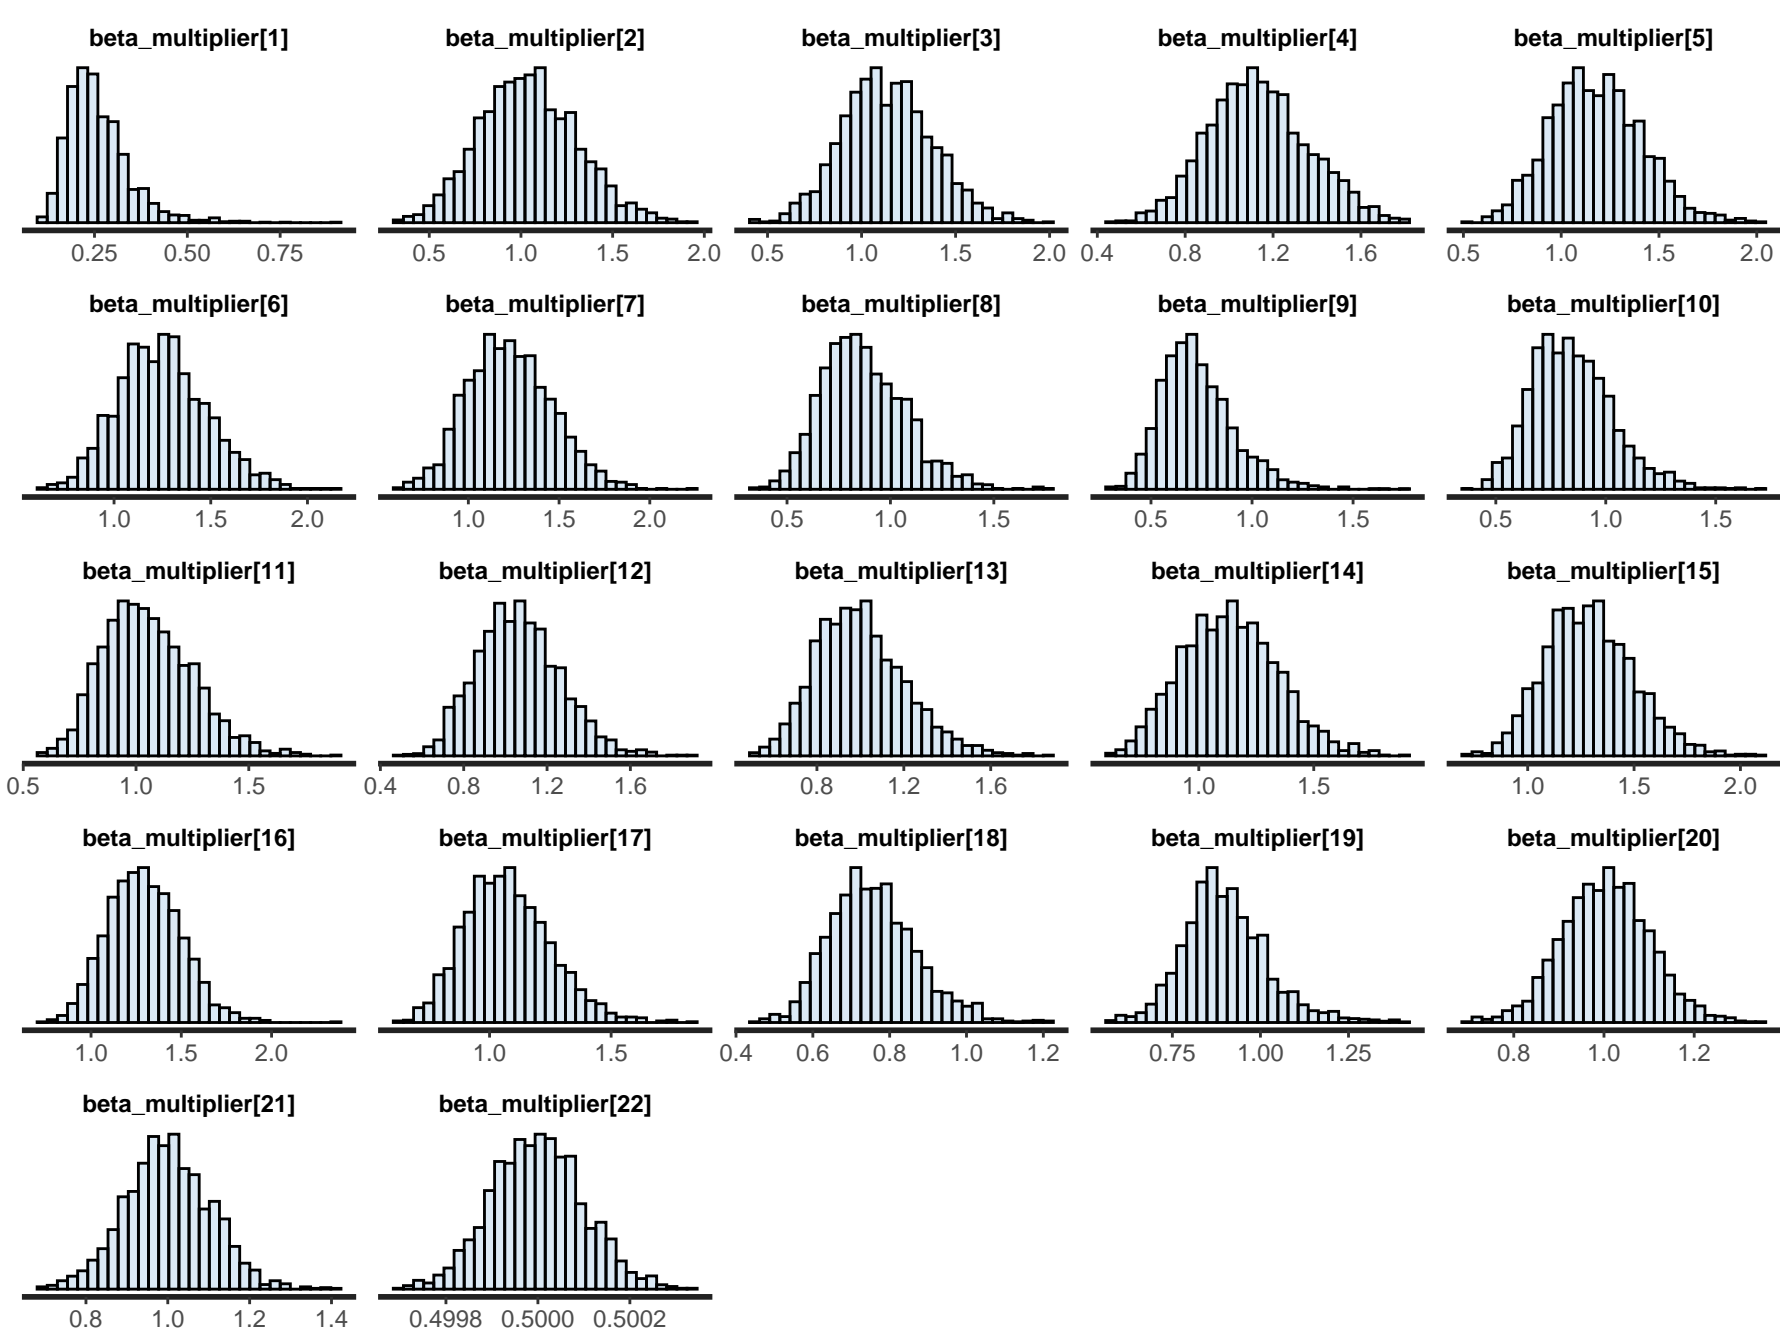 beta_multiplier[1] beta_multiplier[2] beta_multiplier[3] beta_multiplier[4] beta_multiplier[5]
0.25 0.50 0.75 0.5 1.0 1.5 2.0 0.5 1.0 1.5 2.0 0.4 0.8 1.2 1.6 0.5 1.0 1.5 2.0
beta_multiplier[6] beta_multiplier[7] beta_multiplier[8] beta_multiplier[9] beta_multiplier[10]
1.0 1.5 2.0 1.0 1.5 2.0 0.5 1.0 1.5 0.5 1.0 1.5 0.5 1.0 1.5
beta_multiplier[11] beta_multiplier[12] beta_multiplier[13] beta_multiplier[14] beta_multiplier[15]
0.5 1.0 1.5 0.4 0.8 1.2 1.6 0.8 1.2 1.6 1.0 1.5 1.0 1.5 2.0
beta_multiplier[16] beta_multiplier[17] beta_multiplier[18] beta_multiplier[19] beta_multiplier[20]
1.0 1.5 2.0 1.0 1.5 0.4 0.6 0.8 1.0 1.2 0.75 1.00 1.25 0.8 1.0 1.2
beta_multiplier[21] beta_multiplier[22]
0.8 1.0 1.2 1.4 0.4998 0.5000 0.5002